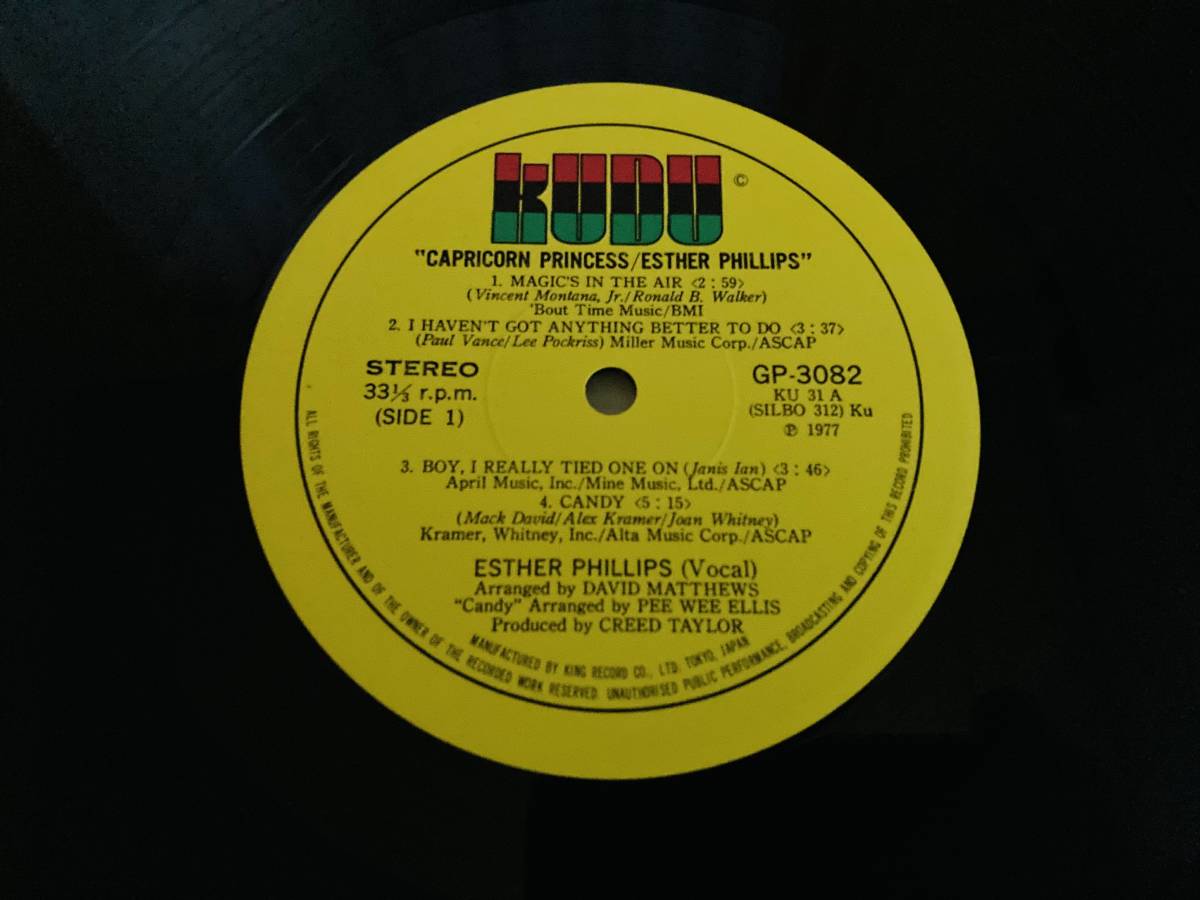 kUDU ©
"CAPRICORN PRINCESS/ESTHER PHILLIPS"
1. MAGIC'S IN THE AIR <2 : 59>
(Vincent Montana, Jr./Ronald B. Walker)
'Bout Time Music/BMI
2. I HAVEN'T GOT ANYTHING BETTER TO DO <3 : 37>
(Paul Vance/Lee Pockriss) Miller Music Corp./ASCAP
STEREO
33⅓ r.p.m.
(SIDE 1)
GP-3082
KU 31 A
(SILBO 312) Ku
℗ 1977
3. BOY, I REALLY TIED ONE ON (Janis Ian) <3 : 46>
April Music, Inc./Mine Music, Ltd./ASCAP
4. CANDY <5 : 15>
(Mack David/Alex Kramer/Joan Whitney)
Kramer, Whitney, Inc./Alta Music Corp./ASCAP
ESTHER PHILLIPS (Vocal)
Arranged by DAVID MATTHEWS
"Candy" Arranged by PEE WEE ELLIS
Produced by CREED TAYLOR
MANUFACTURED BY KING RECORD CO., LTD. TOKYO, JAPAN
ALL RIGHTS OF THE MANUFACTURER AND OF THE OWNER OF THE RECORDED WORK RESERVED. UNAUTHORISED PUBLIC PERFORMANCE, BROADCASTING AND COPYING OF THIS RECORD PROHIBITED